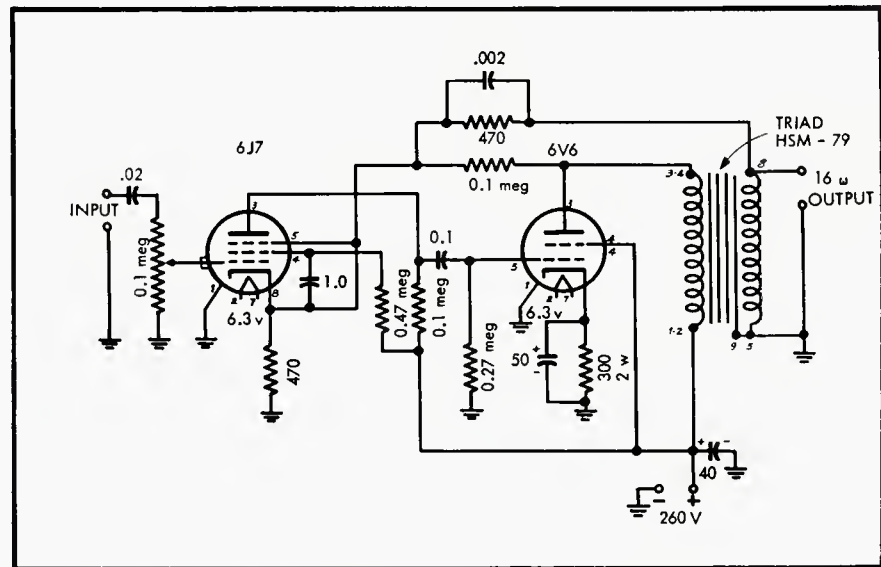 .002
470
TRIAD
HSM - 79
6J7
6V6
.02
0.1 meg
3-4
8
16 ω
OUTPUT
INPUT
0.1 meg
3
5
4
1.0
8
1
2 7
6.3 v
0.1
0.47 meg
0.1 meg
5
3
4
4
1
2 7
6.3 v
470
0.27 meg
50
+
-
300
2 w
1-2
9 5
+ -
40
-
+
260 V